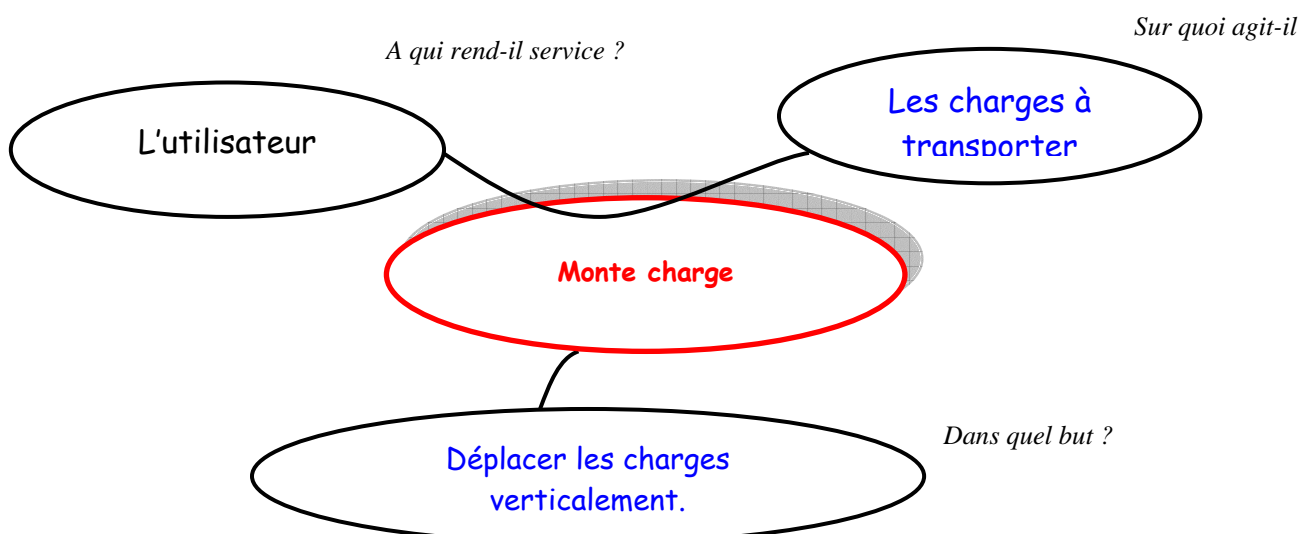 Sur quoi agit-il
A qui rend-il service ?
Les charges à
transporter
L'utilisateur
Monte charge
Dans quel but ?
Déplacer les charges
verticalement.